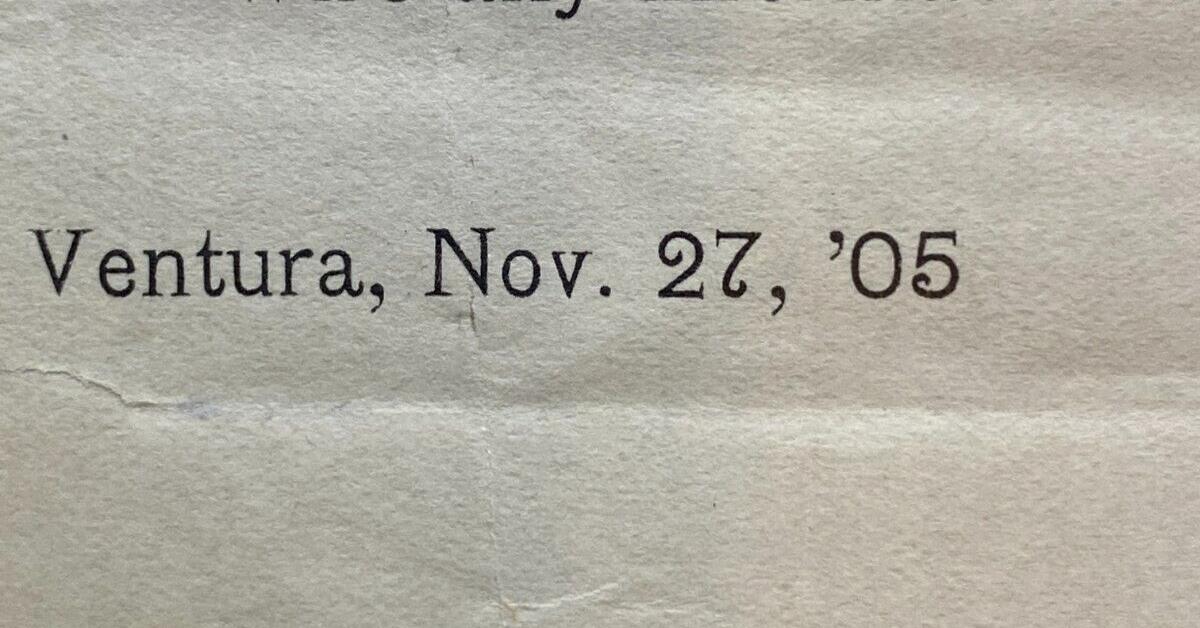 Ventura, Nov. 27, ’05